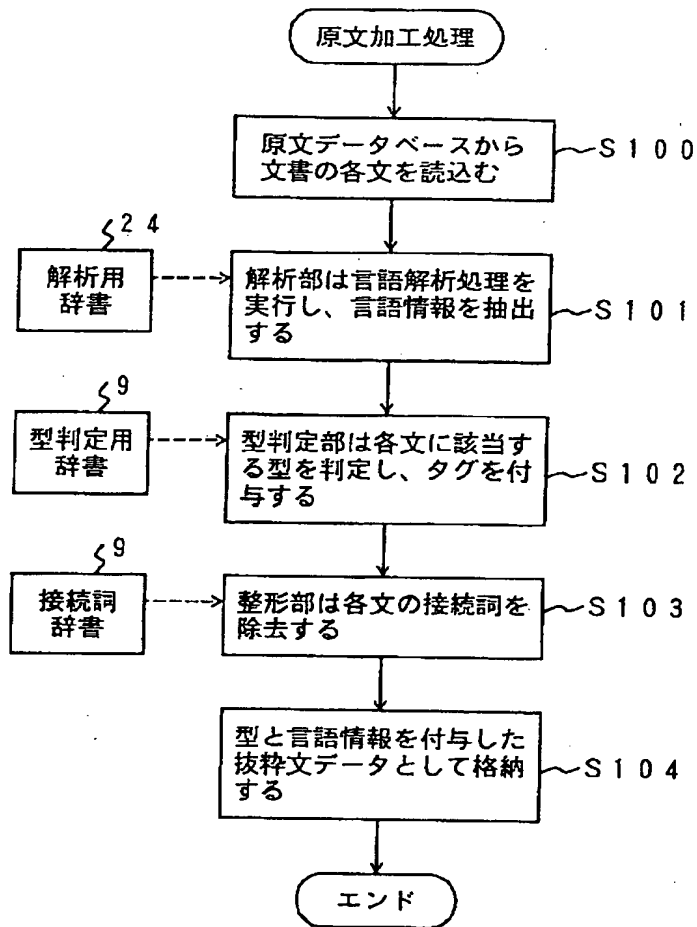 原文加工処理
原文データベースから
文書の各文を読込む
S100
24
解析用
辞書
解析部は言語解析処理を
実行し、言語情報を抽出
する
S101
9
型判定用
辞書
型判定部は各文に該当す
る型を判定し、タグを付
与する
S102
9
接続詞
辞書
整形部は各文の接続詞を
除去する
S103
型と言語情報を付与した
抜粋文データとして格納
する
S104
エンド